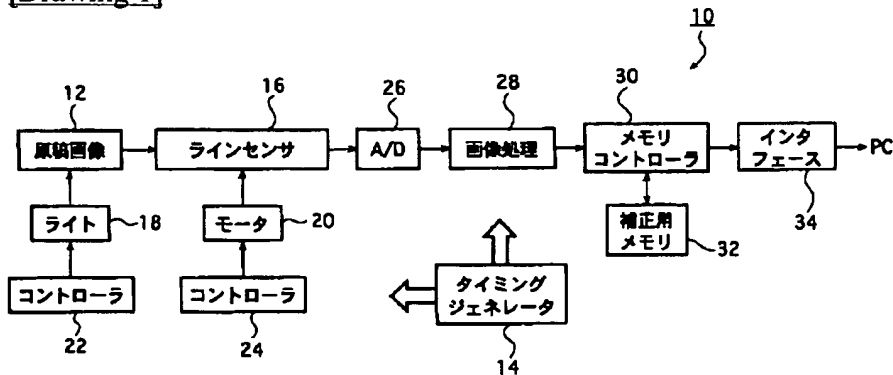 [Drawing 1]
10
12
16
26
28
30
原稿画像
ラインセンサ
A/D
画像処理
メモリ
コントローラ
インタ
フェース
PC
34
ライト
18
モータ
20
補正用
メモリ
32
コントローラ
22
コントローラ
24
タイミング
ジェネレータ
14